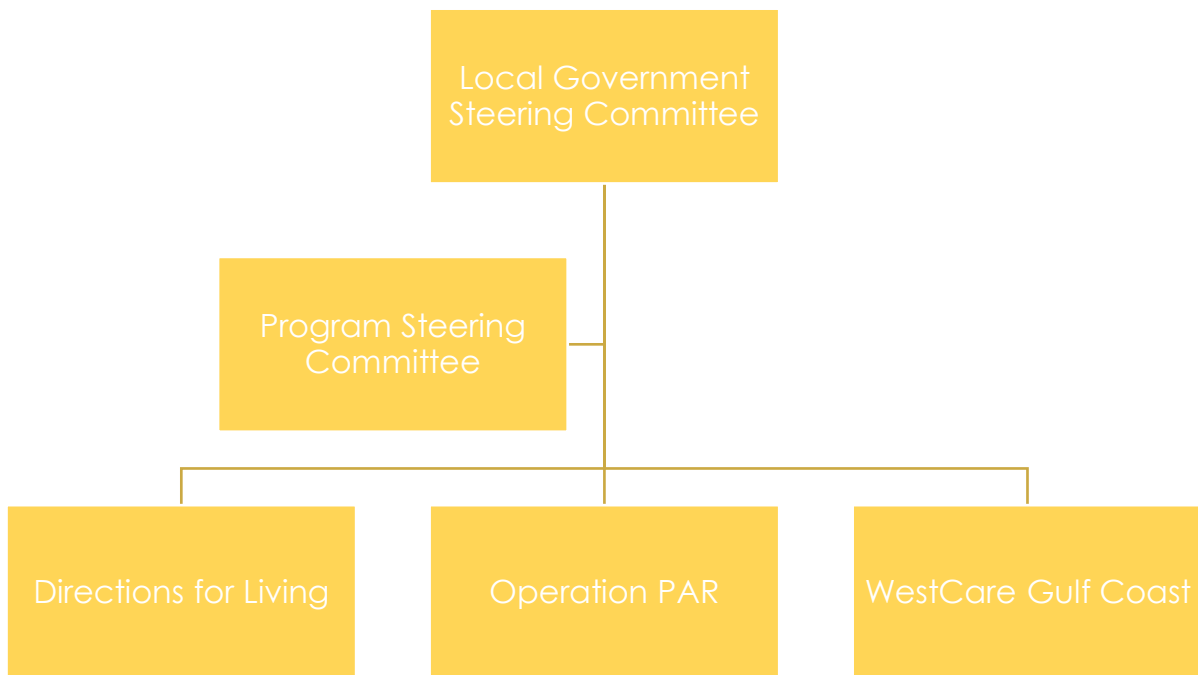 Local Government
Steering Committee
Program Steering
Committee
Directions for Living
Operation PAR
WestCare Gulf Coast